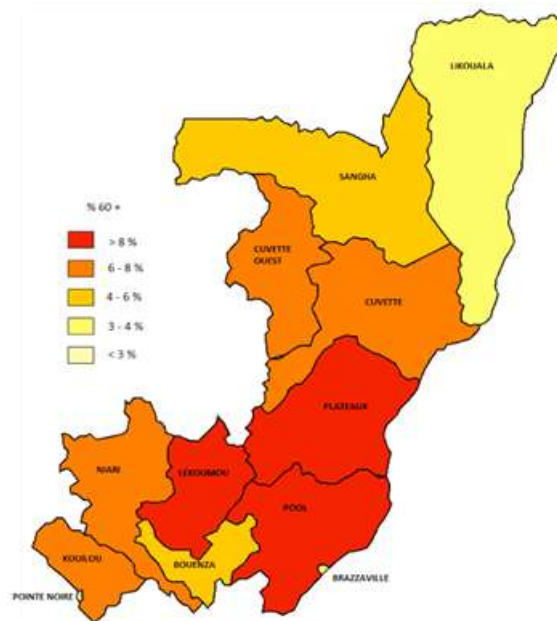 LIKOUALA
SANGHA
% 60 +
> 8 %
6 - 8 %
4 - 6 %
3 - 4 %
< 3 %
CUVETTE
OUEST
CUVETTE
PLATEAUX
NIARI
LEKOUMOU
POOL
KOUILOU
BOUENZA
BRAZZAVILLE
POINTE NOIRE